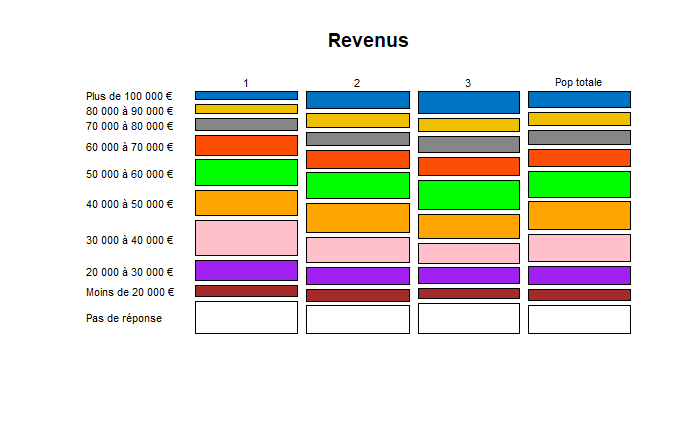 Revenus
1 2 3 Pop totale
Plus de 100 000 €
80 000 à 90 000 €
70 000 à 80 000 €
60 000 à 70 000 €
50 000 à 60 000 €
40 000 à 50 000 €
30 000 à 40 000 €
20 000 à 30 000 €
Moins de 20 000 €
Pas de réponse